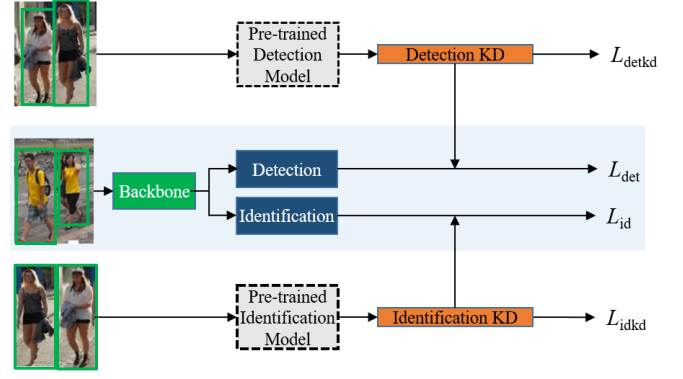 Pre-trained
Detection
Model
Detection KD
L_detkd
Backbone
Detection
L_det
Identification
L_id
Pre-trained
Identification
Model
Identification KD
L_idkd